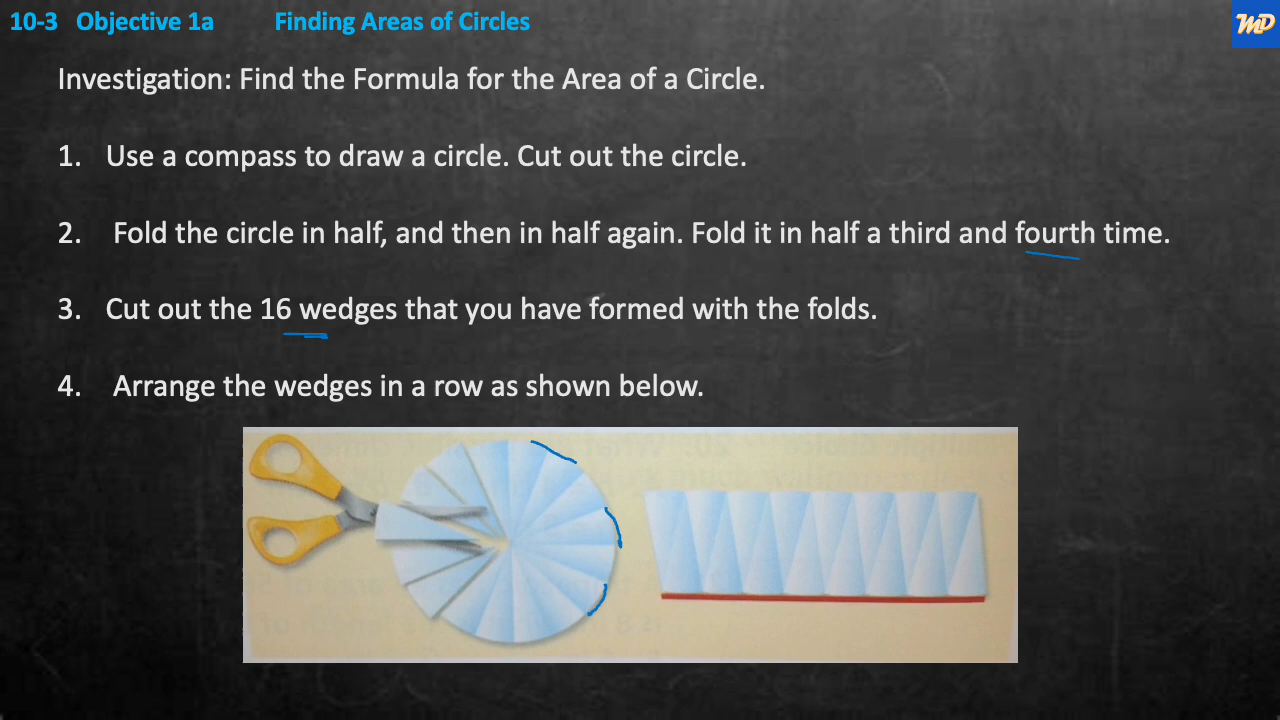 10-3 Objective 1a Finding Areas of Circles
MD
Investigation: Find the Formula for the Area of a Circle.
1. Use a compass to draw a circle. Cut out the circle.
2. Fold the circle in half, and then in half again. Fold it in half a third and fourth time.
3. Cut out the 16 wedges that you have formed with the folds.
4. Arrange the wedges in a row as shown below.